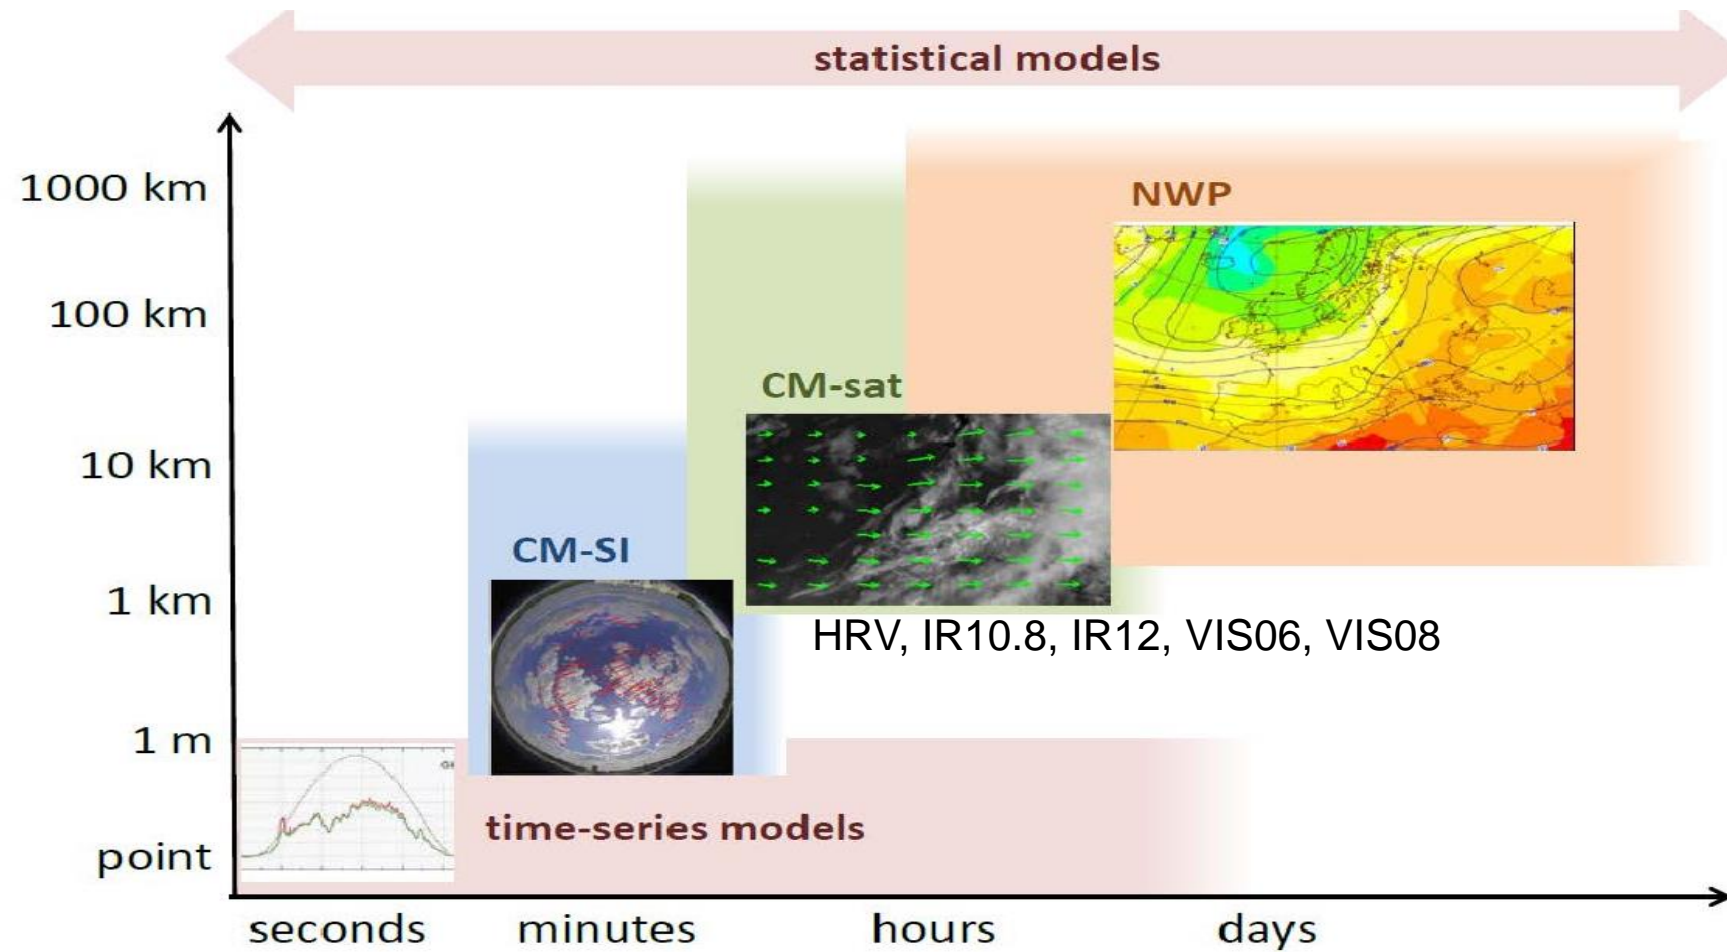 statistical models
1000 km
NWP
100 km
CM-sat
10 km
CM-SI
1 km
HRV, IR10.8, IR12, VIS06, VIS08
1 m
time-series models
point
seconds minutes hours days